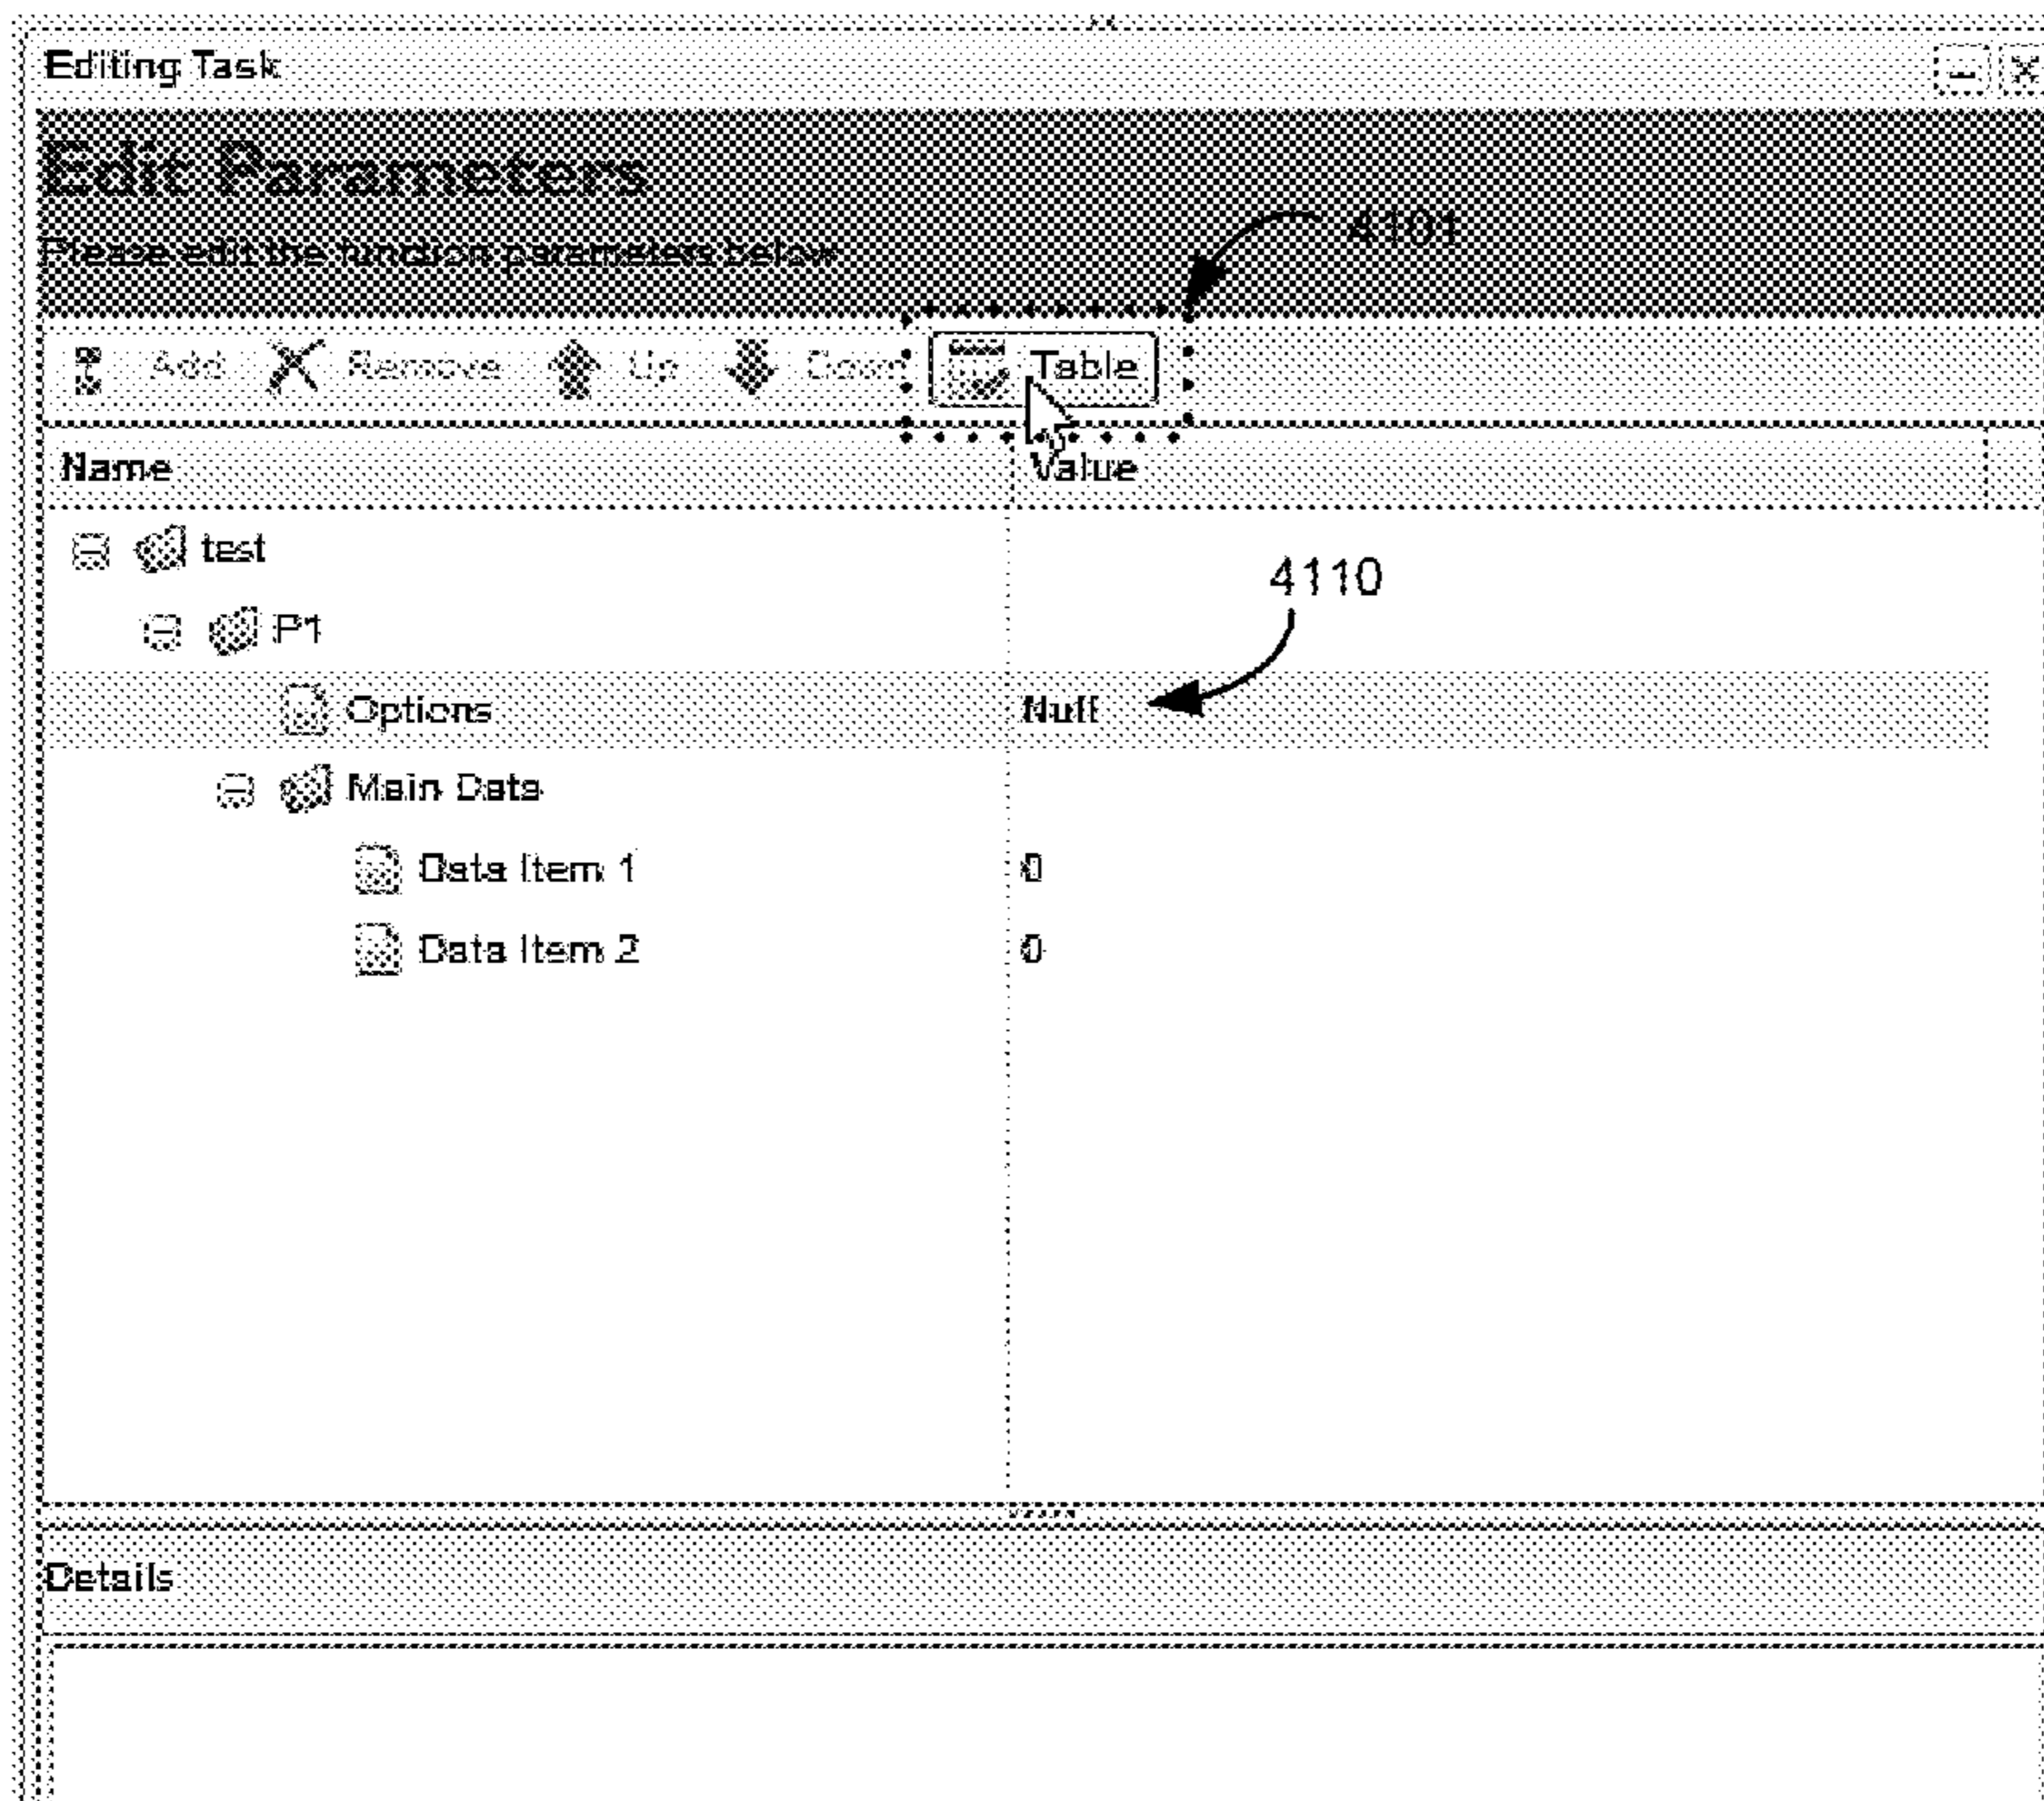 Editing Task
Edit Parameters
4101
Please edit the function parameters below
Add Remove Up Down Table
Name Value
test
4110
P1
Options Null
Main Data
Data Item 1 0
Data Item 2 0
Details